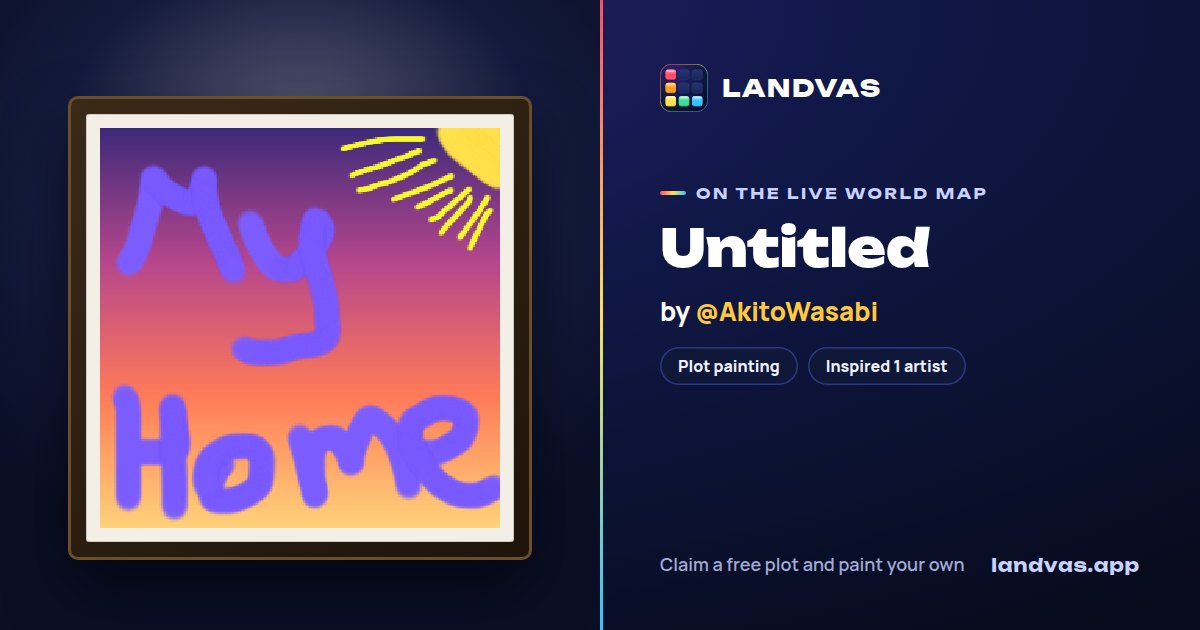 My
Home
LANDVAS
ON THE LIVE WORLD MAP
Untitled
by @AkitoWasabi
Plot painting
Inspired 1 artist
Claim a free plot and paint your own landvas.app